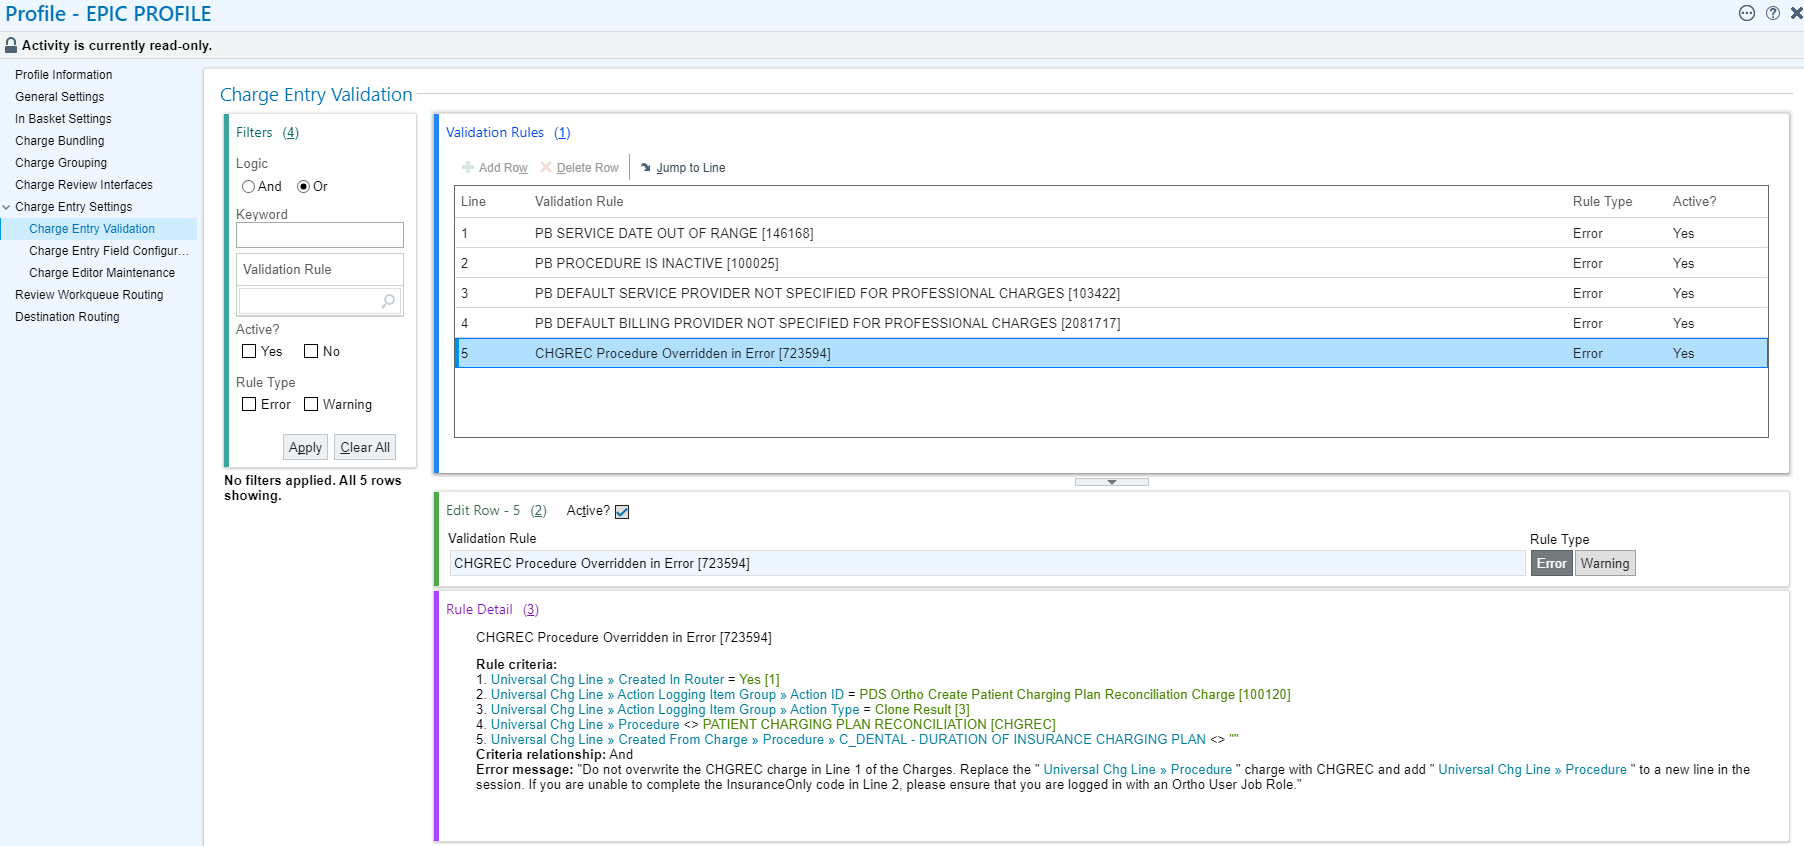 Profile - EPIC PROFILE
Activity is currently read-only.
Profile Information
General Settings
In Basket Settings
Charge Bundling
Charge Grouping
Charge Review Interfaces
Charge Entry Settings
Charge Entry Validation
Charge Entry Field Configur...
Charge Editor Maintenance
Review Workqueue Routing
Destination Routing
Charge Entry Validation
Filters (4)
Logic
And Or
Keyword
Validation Rule
Active?
Yes No
Rule Type
Error Warning
Apply Clear All
No filters applied. All 5 rows
showing.
Validation Rules (1)
Add Row Delete Row Jump to Line
Line Validation Rule Rule Type Active?
1 PB SERVICE DATE OUT OF RANGE [146168] Error Yes
2 PB PROCEDURE IS INACTIVE [100025] Error Yes
3 PB DEFAULT SERVICE PROVIDER NOT SPECIFIED FOR PROFESSIONAL CHARGES [103422] Error Yes
4 PB DEFAULT BILLING PROVIDER NOT SPECIFIED FOR PROFESSIONAL CHARGES [2081717] Error Yes
5 CHGREC Procedure Overridden in Error [723594] Error Yes
Edit Row - 5 (2) Active?
Validation Rule Rule Type
CHGREC Procedure Overridden in Error [723594] Error Warning
Rule Detail (3)
CHGREC Procedure Overridden in Error [723594]
Rule criteria:
1. Universal Chg Line » Created In Router = Yes [1]
2. Universal Chg Line » Action Logging Item Group » Action ID = PDS Ortho Create Patient Charging Plan Reconciliation Charge [100120]
3. Universal Chg Line » Action Logging Item Group » Action Type = Clone Result [3]
4. Universal Chg Line » Procedure <> PATIENT CHARGING PLAN RECONCILIATION [CHGREC]
5. Universal Chg Line » Created From Charge » Procedure » C_DENTAL - DURATION OF INSURANCE CHARGING PLAN <> ""
Criteria relationship: And
Error message: "Do not overwrite the CHGREC charge in Line 1 of the Charges. Replace the " Universal Chg Line » Procedure " charge with CHGREC and add " Universal Chg Line » Procedure " to a new line in the
session. If you are unable to complete the InsuranceOnly code in Line 2, please ensure that you are logged in with an Ortho User Job Role."